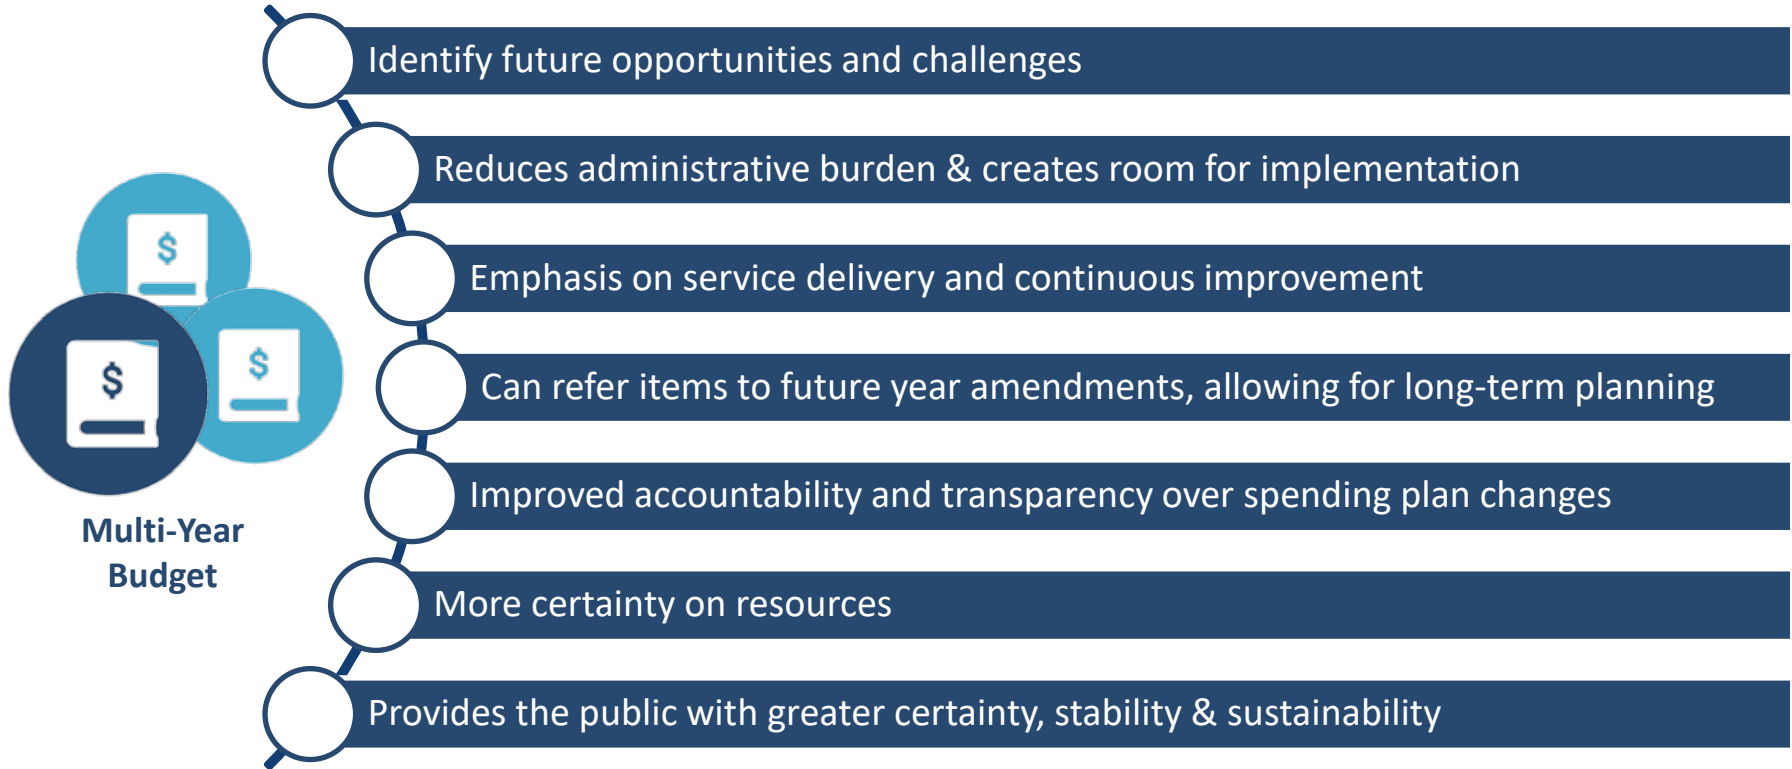 Identify future opportunities and challenges
Reduces administrative burden & creates room for implementation
Emphasis on service delivery and continuous improvement
Can refer items to future year amendments, allowing for long-term planning
Improved accountability and transparency over spending plan changes
More certainty on resources
Provides the public with greater certainty, stability & sustainability
$
$
$
Multi-Year
Budget